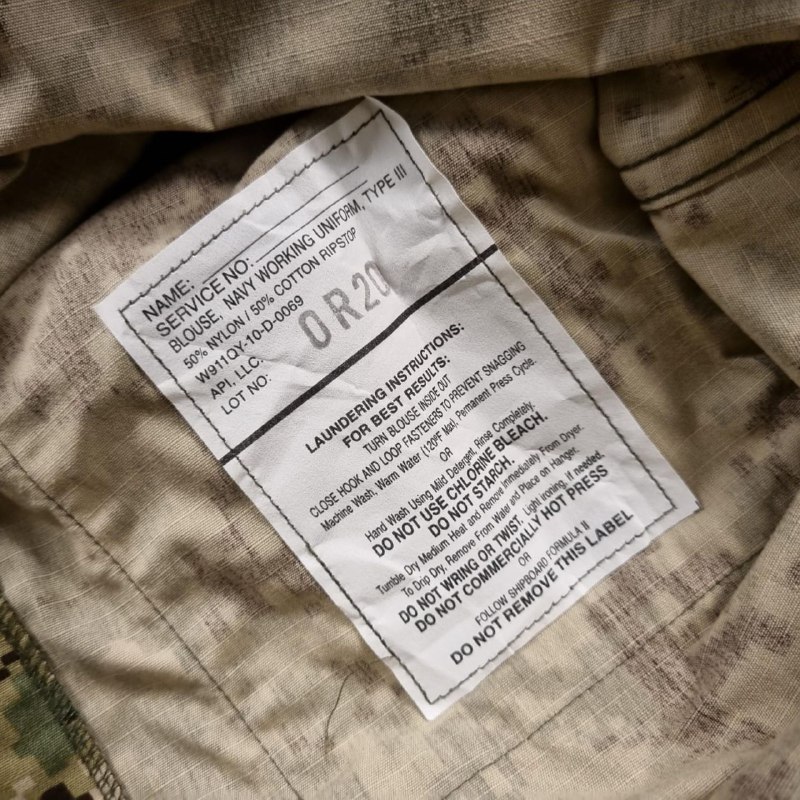 NAME:
SERVICE NO:
BLOUSE, NAVY WORKING UNIFORM, TYPE III
50% NYLON / 50% COTTON RIPSTOP
W911QY-10-D-0069
API, LLC.
LOT NO: 0R20
LAUNDERING INSTRUCTIONS:
FOR BEST RESULTS:
TURN BLOUSE INSIDE OUT
CLOSE HOOK AND LOOP FASTENERS TO PREVENT SNAGGING
Machine Wash, Warm Water (120ºF Max). Permanent Press Cycle.
OR
Hand Wash Using Mild Detergent, Rinse Completely.
DO NOT USE CHLORINE BLEACH.
DO NOT STARCH.
Tumble Dry Medium Heat and Remove Immediately From Dryer.
To Drip Dry, Remove From Water and Place on Hanger.
DO NOT WRING OR TWIST. Light Ironing, if needed.
DO NOT COMMERCIALLY HOT PRESS
OR
FOLLOW SHIPBOARD FORMULA II
DO NOT REMOVE THIS LABEL